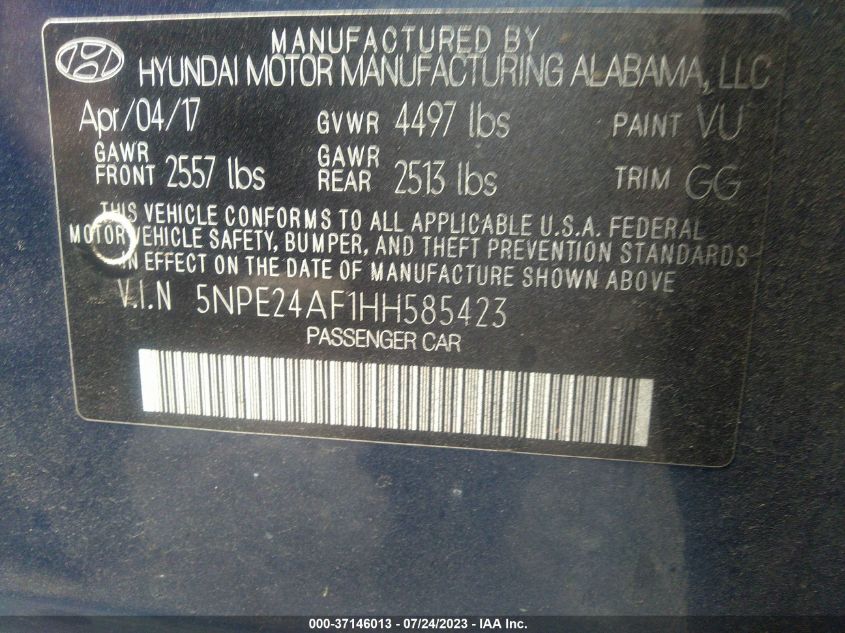 MANUFACTURED BY
HYUNDAI MOTOR MANUFACTURING ALABAMA, LLC
Apr/04/17 GVWR 4497 lbs PAINT VU
GAWR FRONT 2557 lbs GAWR REAR 2513 lbs TRIM GG
THIS VEHICLE CONFORMS TO ALL APPLICABLE U.S.A. FEDERAL
MOTOR VEHICLE SAFETY, BUMPER, AND THEFT PREVENTION STANDARDS
IN EFFECT ON THE DATE OF MANUFACTURE SHOWN ABOVE
V.I.N 5NPE24AF1HH585423
PASSENGER CAR
000-37146013 - 07/24/2023 - IAA Inc.